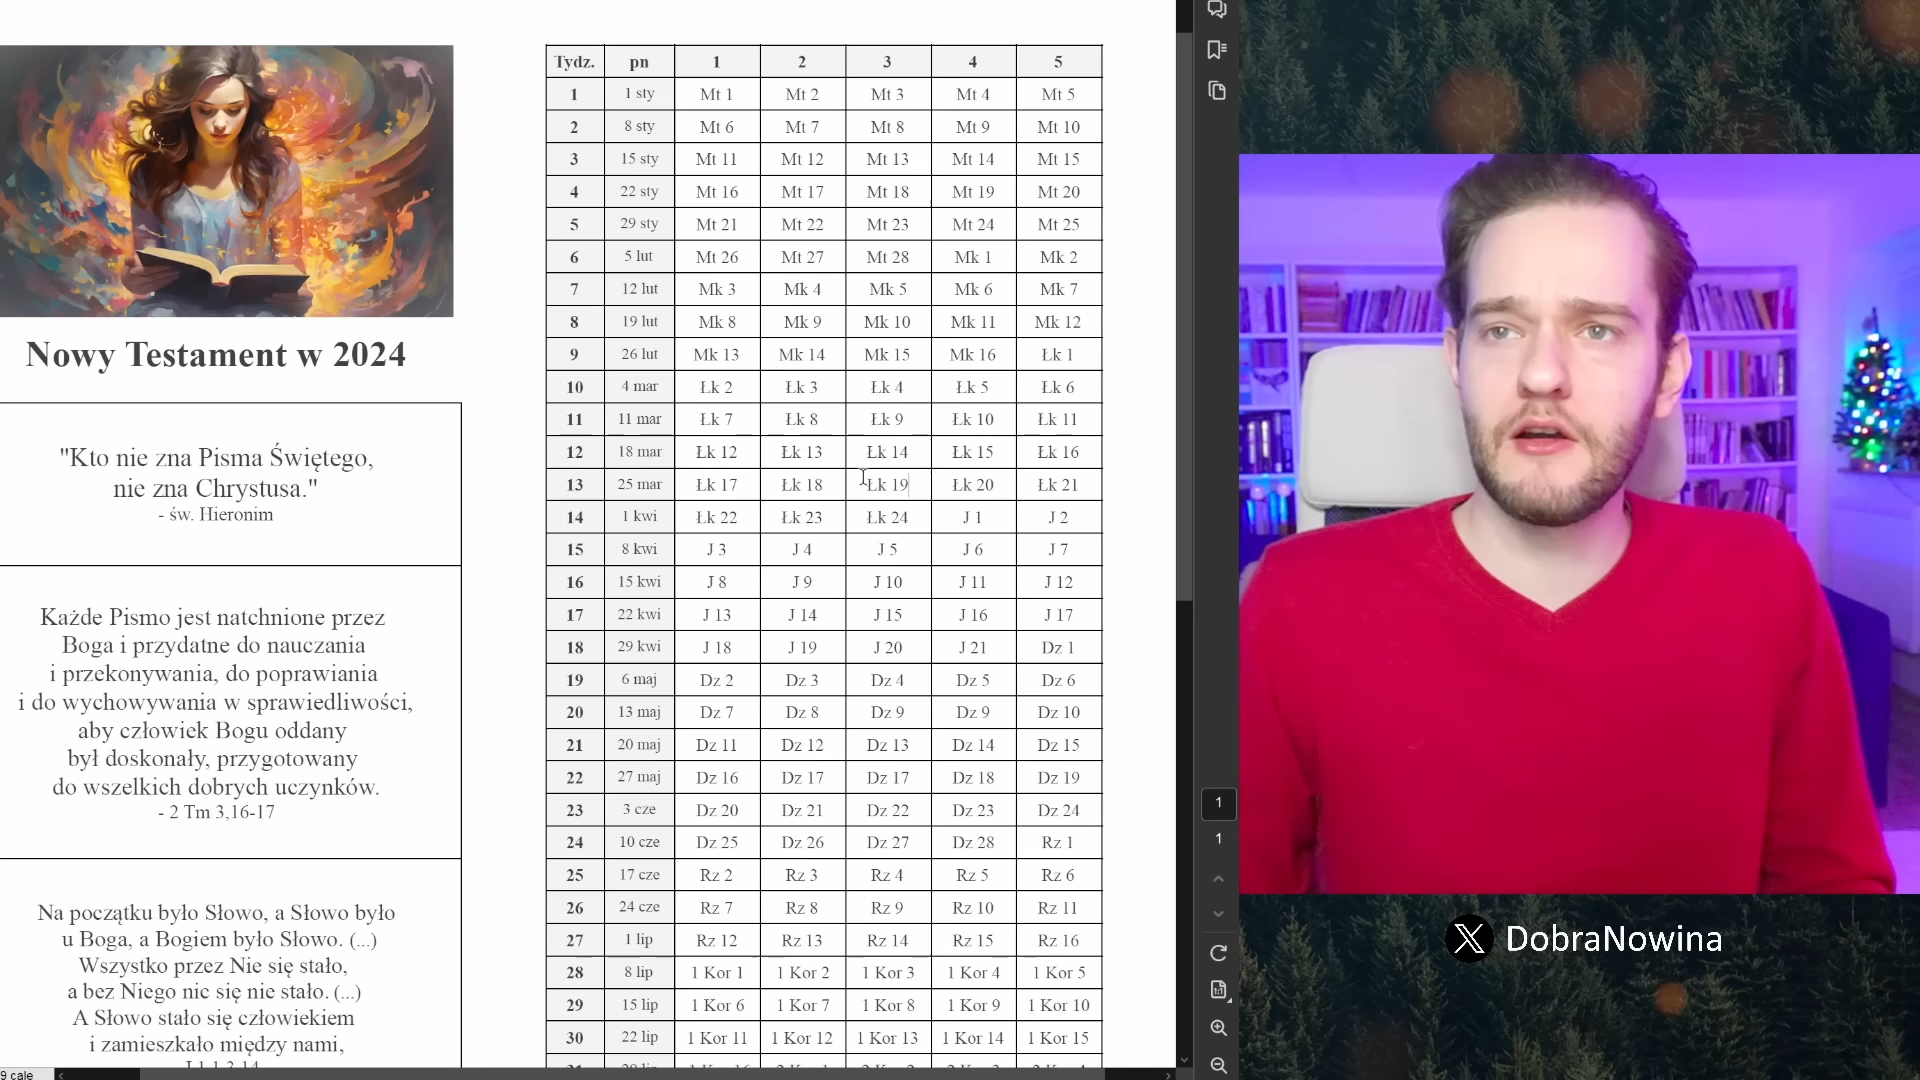 Nowy Testament w 2024
"Kto nie zna Pisma Świętego,
nie zna Chrystusa."
- św. Hieronim
Każde Pismo jest natchnione przez
Boga i przydatne do nauczania
i przekonywania, do poprawiania
i do wychowywania w sprawiedliwości,
aby człowiek Bogu oddany
był doskonały, przygotowany
do wszelkich dobrych uczynków.
- 2 Tm 3,16-17
Na początku było Słowo, a Słowo było
u Boga, a Bogiem było Słowo. (...)
Wszystko przez Nie się stało,
a bez Niego nic się nie stało. (...)
A Słowo stało się człowiekiem
i zamieszkało między nami,
Tydz. pn 1 2 3 4 5
1 1 sty Mt 1 Mt 2 Mt 3 Mt 4 Mt 5
2 8 sty Mt 6 Mt 7 Mt 8 Mt 9 Mt 10
3 15 sty Mt 11 Mt 12 Mt 13 Mt 14 Mt 15
4 22 sty Mt 16 Mt 17 Mt 18 Mt 19 Mt 20
5 29 sty Mt 21 Mt 22 Mt 23 Mt 24 Mt 25
6 5 lut Mt 26 Mt 27 Mt 28 Mk 1 Mk 2
7 12 lut Mk 3 Mk 4 Mk 5 Mk 6 Mk 7
8 19 lut Mk 8 Mk 9 Mk 10 Mk 11 Mk 12
9 26 lut Mk 13 Mk 14 Mk 15 Mk 16 Łk 1
10 4 mar Łk 2 Łk 3 Łk 4 Łk 5 Łk 6
11 11 mar Łk 7 Łk 8 Łk 9 Łk 10 Łk 11
12 18 mar Łk 12 Łk 13 Łk 14 Łk 15 Łk 16
13 25 mar Łk 17 Łk 18 Łk 19 Łk 20 Łk 21
14 1 kwi Łk 22 Łk 23 Łk 24 J 1 J 2
15 8 kwi J 3 J 4 J 5 J 6 J 7
16 15 kwi J 8 J 9 J 10 J 11 J 12
17 22 kwi J 13 J 14 J 15 J 16 J 17
18 29 kwi J 18 J 19 J 20 J 21 Dz 1
19 6 maj Dz 2 Dz 3 Dz 4 Dz 5 Dz 6
20 13 maj Dz 7 Dz 8 Dz 9 Dz 9 Dz 10
21 20 maj Dz 11 Dz 12 Dz 13 Dz 14 Dz 15
22 27 maj Dz 16 Dz 17 Dz 17 Dz 18 Dz 19
23 3 cze Dz 20 Dz 21 Dz 22 Dz 23 Dz 24
24 10 cze Dz 25 Dz 26 Dz 27 Dz 28 Rz 1
25 17 cze Rz 2 Rz 3 Rz 4 Rz 5 Rz 6
26 24 cze Rz 7 Rz 8 Rz 9 Rz 10 Rz 11
27 1 lip Rz 12 Rz 13 Rz 14 Rz 15 Rz 16
28 8 lip 1 Kor 1 1 Kor 2 1 Kor 3 1 Kor 4 1 Kor 5
29 15 lip 1 Kor 6 1 Kor 7 1 Kor 8 1 Kor 9 1 Kor 10
30 22 lip 1 Kor 11 1 Kor 12 1 Kor 13 1 Kor 14 1 Kor 15
9 cale
1
1
1:1
DobraNowina